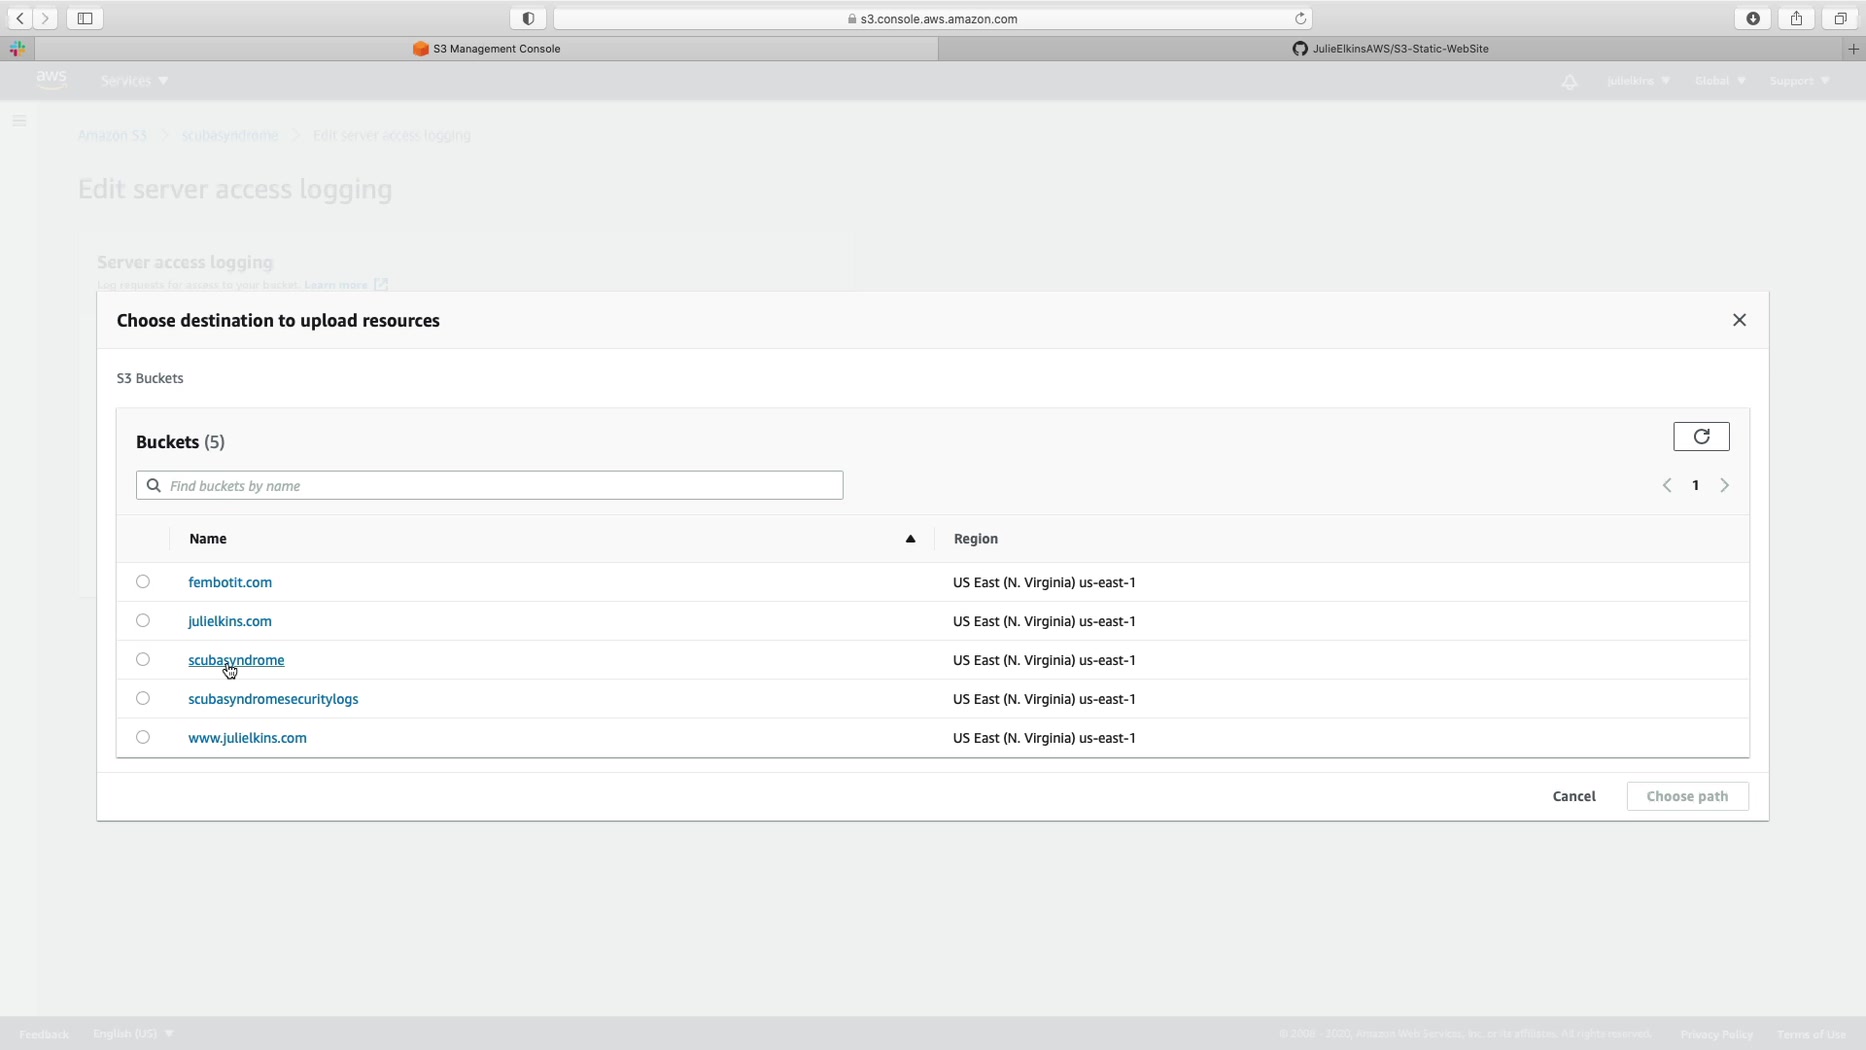 s3.console.aws.amazon.com
S3 Management Console
JulieElkinsAWS/S3-Static-WebSite
aws Services julielkins Global Support
Amazon S3 scubasyndrome Edit server access logging
Edit server access logging
Server access logging
Log requests for access to your bucket. Learn more
Choose destination to upload resources
S3 Buckets
Buckets (5)
Find buckets by name
1
Name Region
fembotit.com US East (N. Virginia) us-east-1
julielkins.com US East (N. Virginia) us-east-1
scubasyndrome US East (N. Virginia) us-east-1
scubasyndromesecuritylogs US East (N. Virginia) us-east-1
www.julielkins.com US East (N. Virginia) us-east-1
Cancel Choose path
Feedback English (US) © 2008 - 2020, Amazon Web Services, Inc. or its affiliates. All rights reserved. Privacy Policy Terms of Use